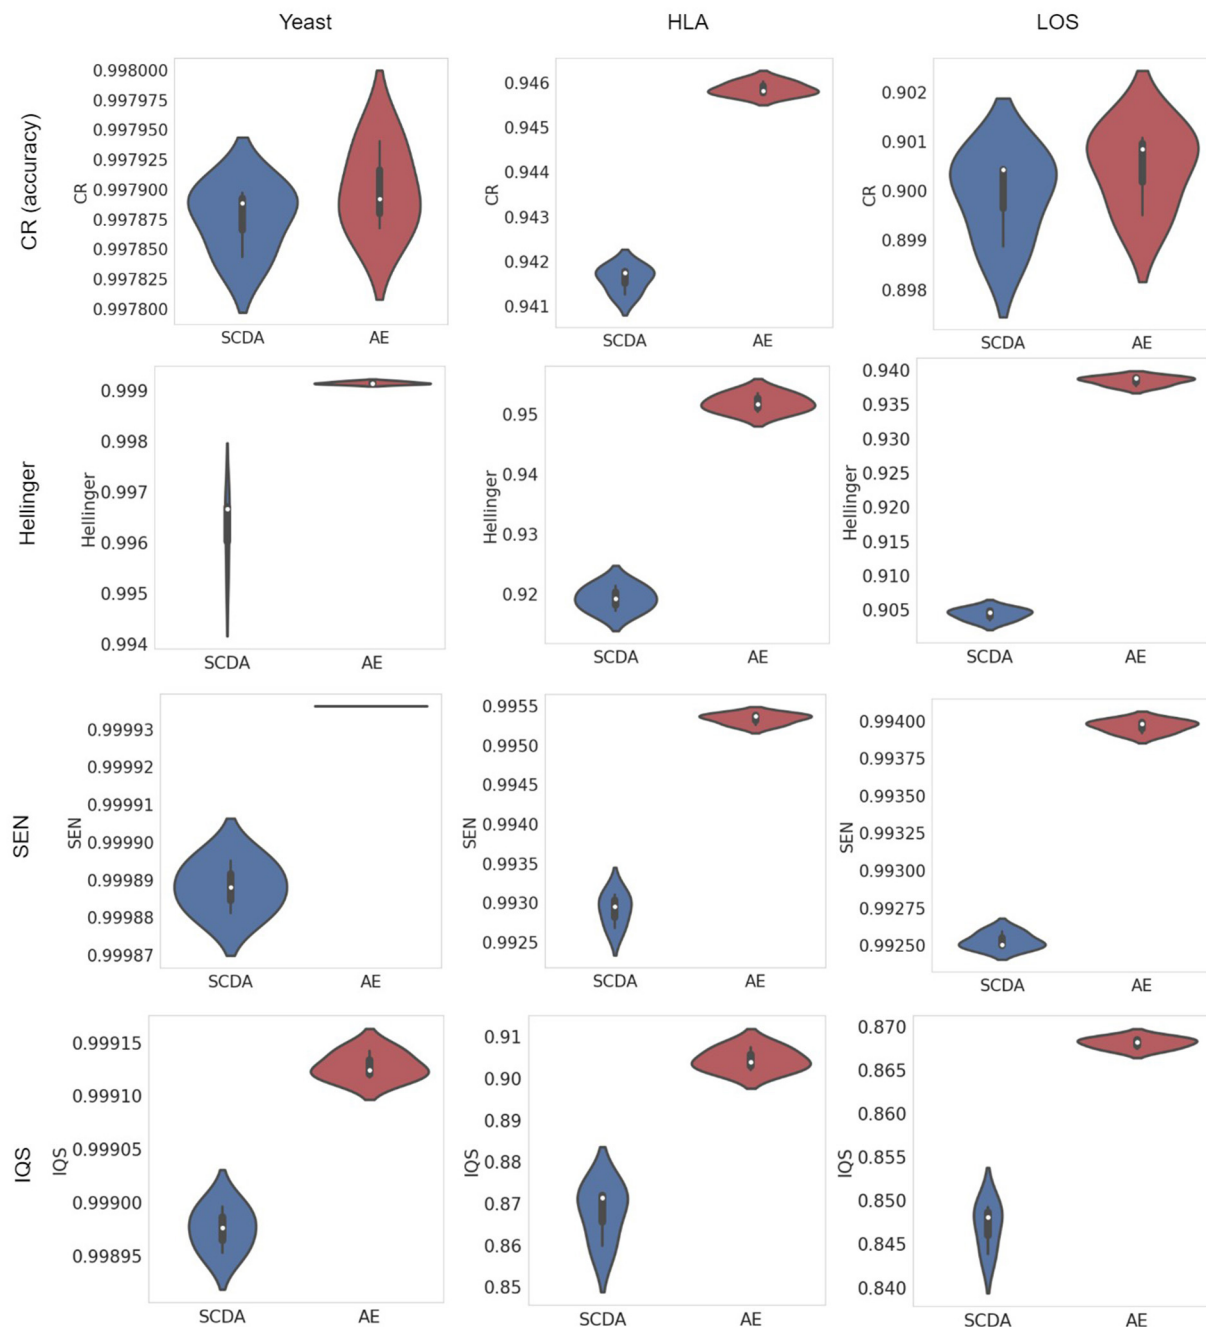 Yeast HLA LOS
CR (accuracy)
CR
0.998000
0.997975
0.997950
0.997925
0.997900
0.997875
0.997850
0.997825
0.997800
SCDA AE
CR
0.946
0.945
0.944
0.943
0.942
0.941
SCDA AE
CR
0.902
0.901
0.900
0.899
0.898
SCDA AE
Hellinger
Hellinger
0.999
0.998
0.997
0.996
0.995
0.994
SCDA AE
Hellinger
0.95
0.94
0.93
0.92
SCDA AE
Hellinger
0.940
0.935
0.930
0.925
0.920
0.915
0.910
0.905
SCDA AE
SEN
SEN
0.99993
0.99992
0.99991
0.99990
0.99989
0.99988
0.99987
SCDA AE
SEN
0.9955
0.9950
0.9945
0.9940
0.9935
0.9930
0.9925
SCDA AE
SEN
0.99400
0.99375
0.99350
0.99325
0.99300
0.99275
0.99250
SCDA AE
IQS
IQS
0.99915
0.99910
0.99905
0.99900
0.99895
SCDA AE
IQS
0.91
0.90
0.89
0.88
0.87
0.86
0.85
SCDA AE
IQS
0.870
0.865
0.860
0.855
0.850
0.845
0.840
SCDA AE